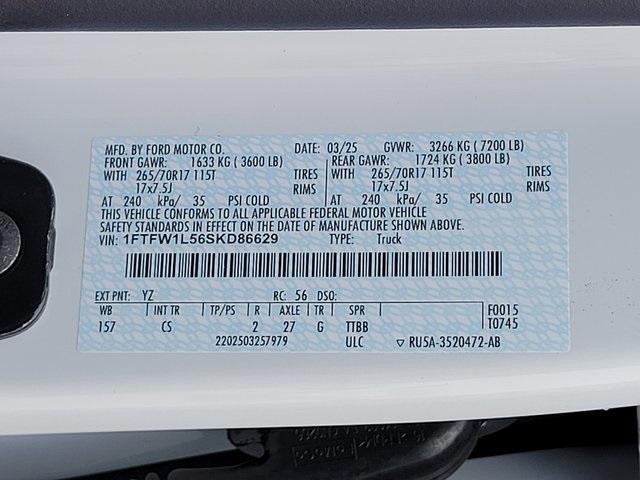 MFD. BY FORD MOTOR CO. DATE: 03/25 GVWR: 3266 KG ( 7200 LB)
FRONT GAWR: 1633 KG ( 3600 LB) REAR GAWR: 1724 KG ( 3800 LB)
WITH 265/70R17 115T TIRES WITH 265/70R17 115T TIRES
17x7.5J RIMS 17x7.5J RIMS
AT 240 kPa/ 35 PSI COLD AT 240 kPa/ 35 PSI COLD
THIS VEHICLE CONFORMS TO ALL APPLICABLE FEDERAL MOTOR VEHICLE
SAFETY STANDARDS IN EFFECT ON THE DATE OF MANUFACTURE SHOWN ABOVE.
VIN: 1FTFW1L56SKD86629 TYPE: Truck
EXT PNT: YZ RC: 56 DSO:
WB INT TR TP/PS R AXLE TR SPR F0015
157 CS 2 27 G TTBB T0745
2202503257979 ULC ▽ RU5A-3520472-AB